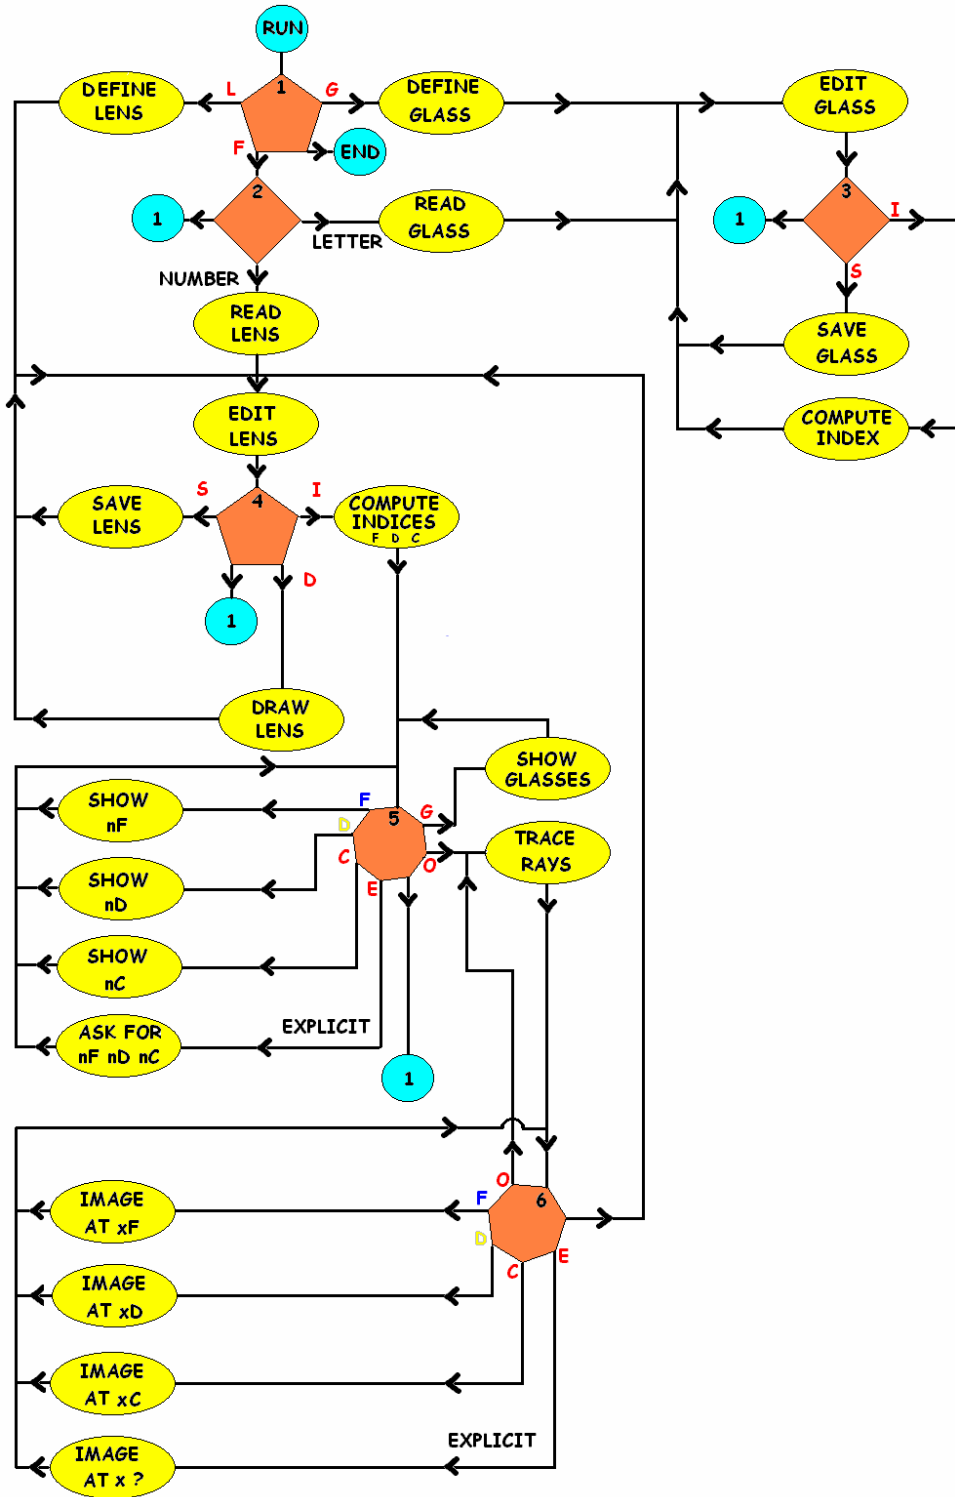 RUN
1
L
G
DEFINE
LENS
DEFINE
GLASS
EDIT
GLASS
F
END
2
1
LETTER
READ
GLASS
1
3
I
NUMBER
S
READ
LENS
SAVE
GLASS
EDIT
LENS
COMPUTE
INDEX
SAVE
LENS
S
4
I
COMPUTE
INDICES
F D C
D
1
DRAW
LENS
SHOW
GLASSES
SHOW
nF
F
5
G
D
TRACE
RAYS
C
O
E
SHOW
nD
SHOW
nC
ASK FOR
nF nD nC
EXPLICIT
1
O
6
F
IMAGE
AT xF
D
C
E
IMAGE
AT xD
IMAGE
AT xC
EXPLICIT
IMAGE
AT x ?